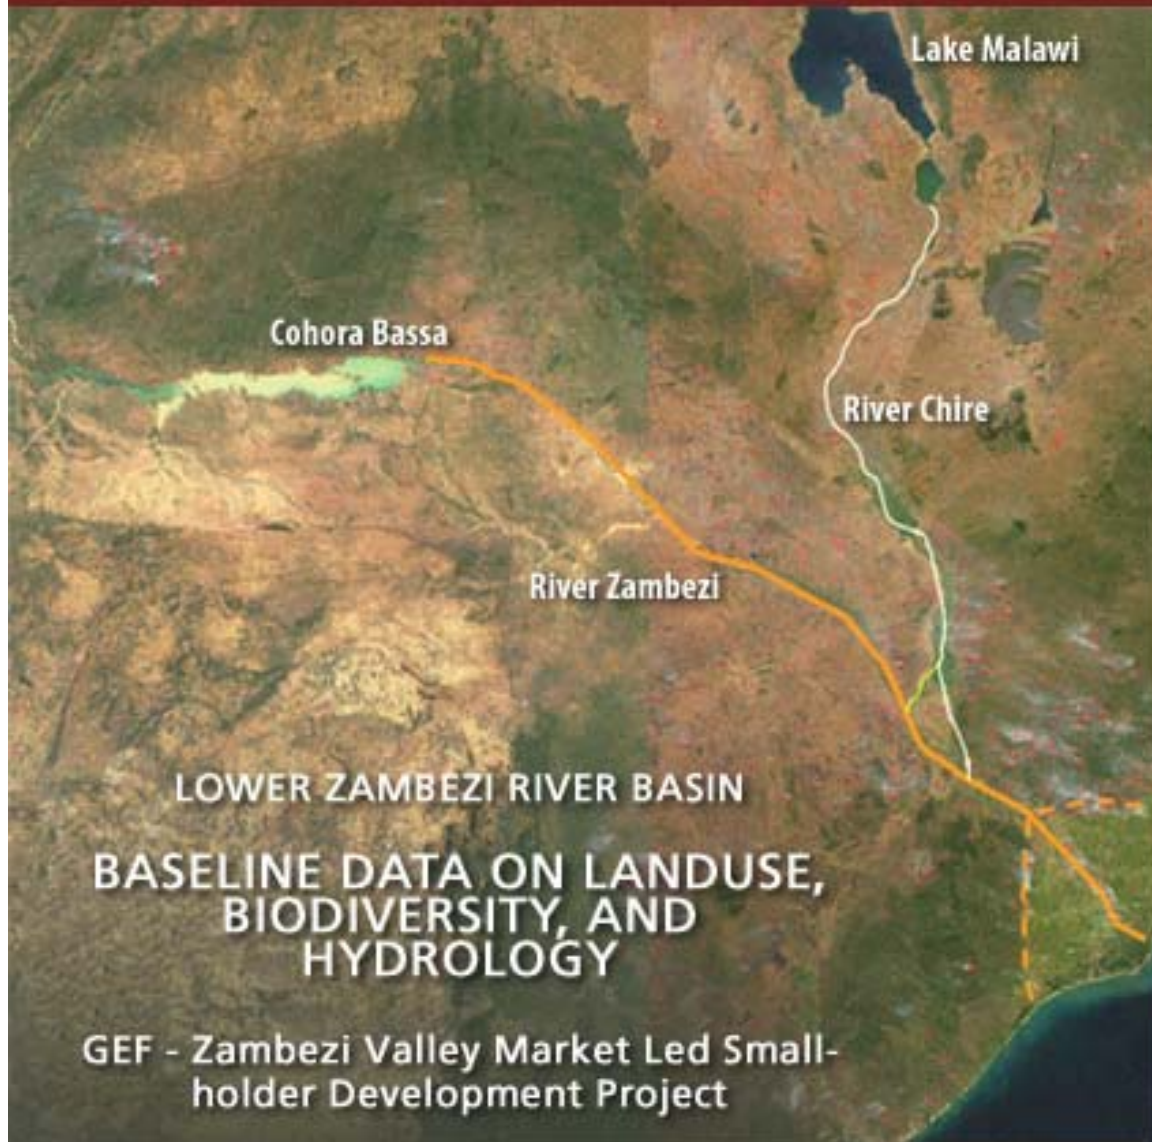 Lake Malawi
Cohora Bassa
River Chire
River Zambezi
LOWER ZAMBEZI RIVER BASIN
BASELINE DATA ON LANDUSE,
BIODIVERSITY, AND
HYDROLOGY
GEF - Zambezi Valley Market Led Small-
holder Development Project